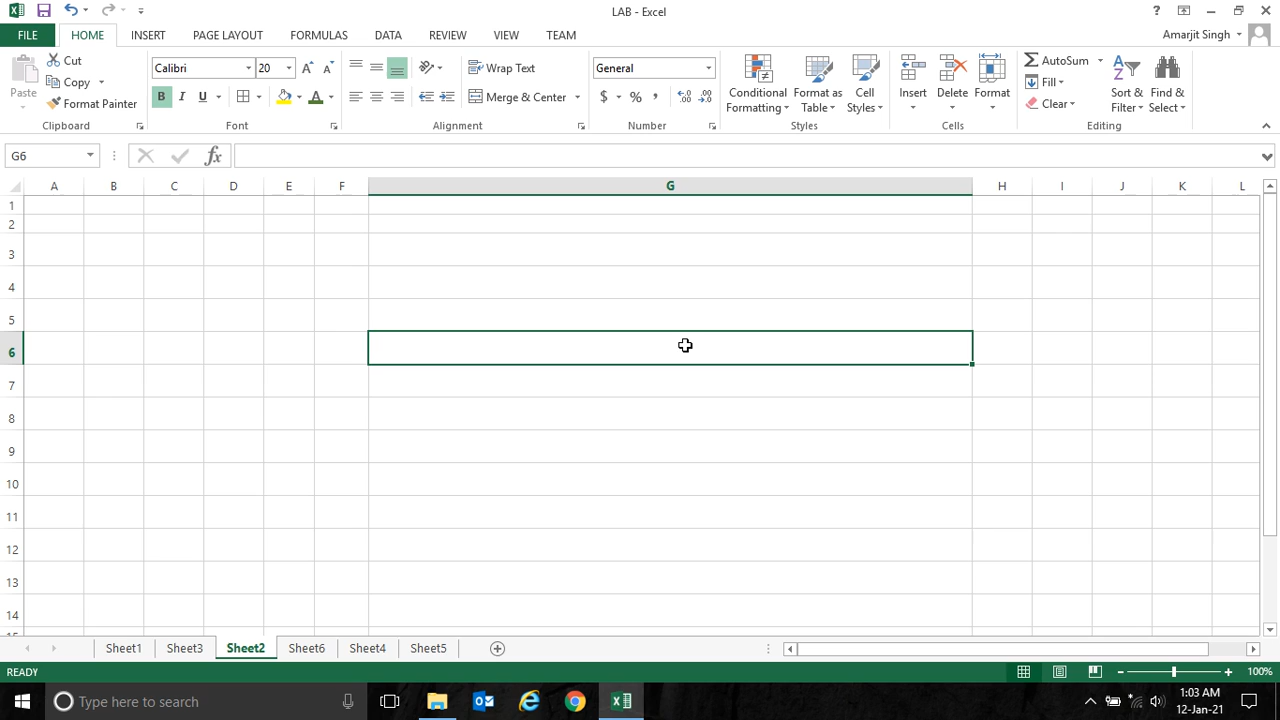 LAB - Excel
?
FILE HOME INSERT PAGE LAYOUT FORMULAS DATA REVIEW VIEW TEAM Amarjit Singh
Paste
Cut
Copy
Format Painter
Clipboard
Calibri 20 A A
B I U A
Font
Wrap Text
Merge & Center
Alignment
General
$ % ,
Number
Conditional Formatting
Format as Table
Cell Styles
Styles
Insert Delete Format
Cells
AutoSum
Fill
Clear
Sort & Filter
Find & Select
Editing
G6 fx
A B C D E F G H I J K L
1
2
3
4
5
6
7
8
9
10
11
12
13
14
15
Sheet1 Sheet3 Sheet2 Sheet6 Sheet4 Sheet5
READY 100%
Type here to search
1:03 AM
12-Jan-21